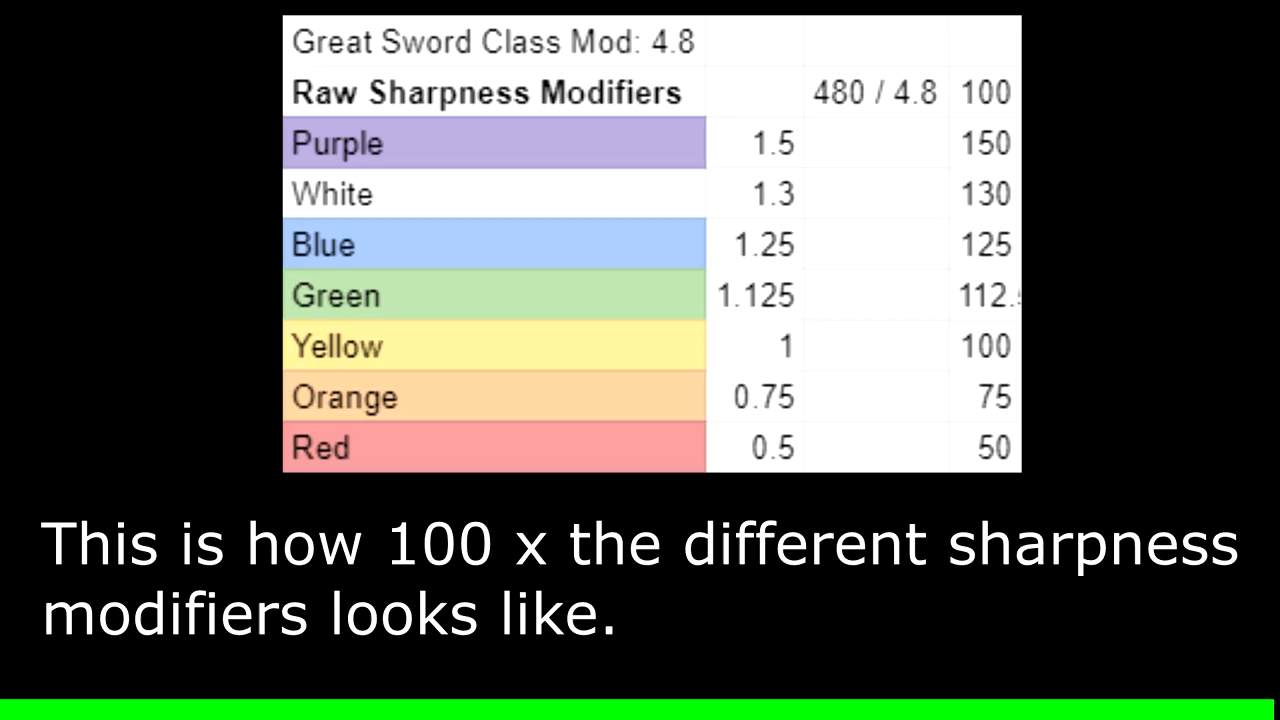 Great Sword Class Mod: 4.8
Raw Sharpness Modifiers 480 / 4.8 100
Purple 1.5 150
White 1.3 130
Blue 1.25 125
Green 1.125 112.
Yellow 1 100
Orange 0.75 75
Red 0.5 50
This is how 100 x the different sharpness
modifiers looks like.